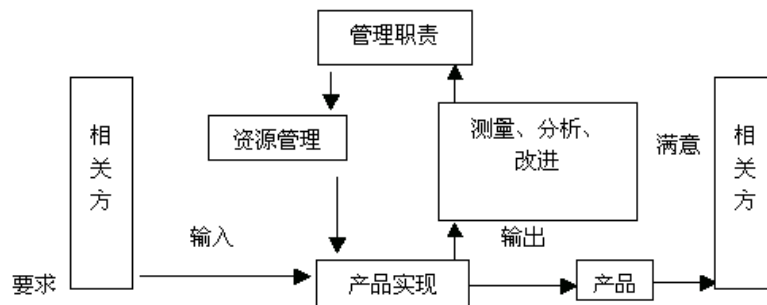 管理职责
相
关
方
资源管理
测量、分析、
改进
满意
相
关
方
输入
输出
要求
产品实现
产品